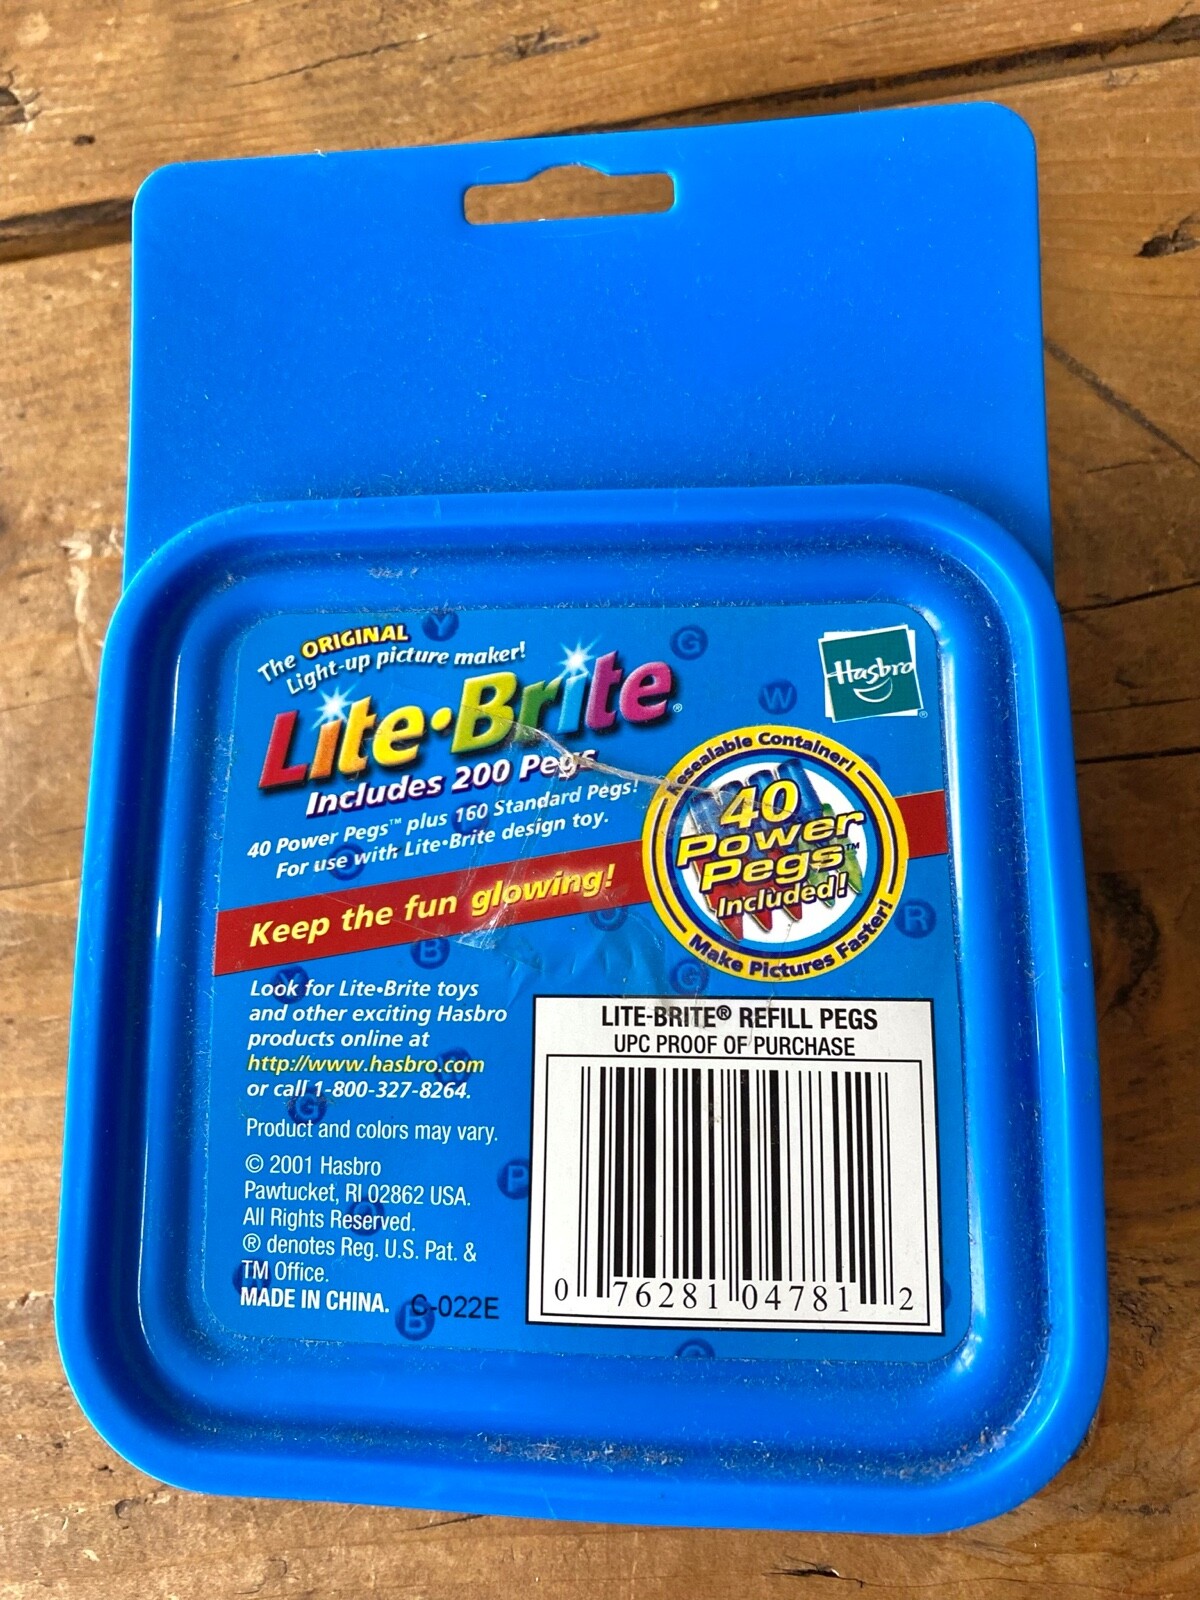 The ORIGINAL
Light-up picture maker!
Lite•Brite®
Includes 200 Pegs
40 Power Pegs™ plus 160 Standard Pegs!
For use with Lite•Brite design toy.
Keep the fun glowing!
Hasbro®
Resealable Container!
40
Power
Pegs™
Included!
Make Pictures Faster!
Look for Lite•Brite toys
and other exciting Hasbro
products online at
http://www.hasbro.com
or call 1-800-327-8264.
Product and colors may vary.
© 2001 Hasbro
Pawtucket, RI 02862 USA.
All Rights Reserved.
® denotes Reg. U.S. Pat. &
TM Office.
MADE IN CHINA. C-022E
LITE-BRITE® REFILL PEGS
UPC PROOF OF PURCHASE
0 76281 04781 2
Y
G
W
R
B
G
Y
W
G
P
B